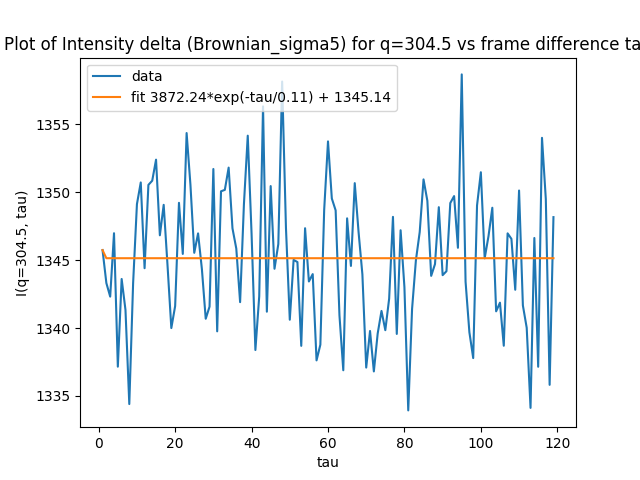 Plot of Intensity delta (Brownian_sigma5) for q=304.5 vs frame difference ta
data
fit 3872.24*exp(-tau/0.11) + 1345.14
I(q=304.5, tau)
1355
1350
1345
1340
1335
0 20 40 60 80 100 120
tau